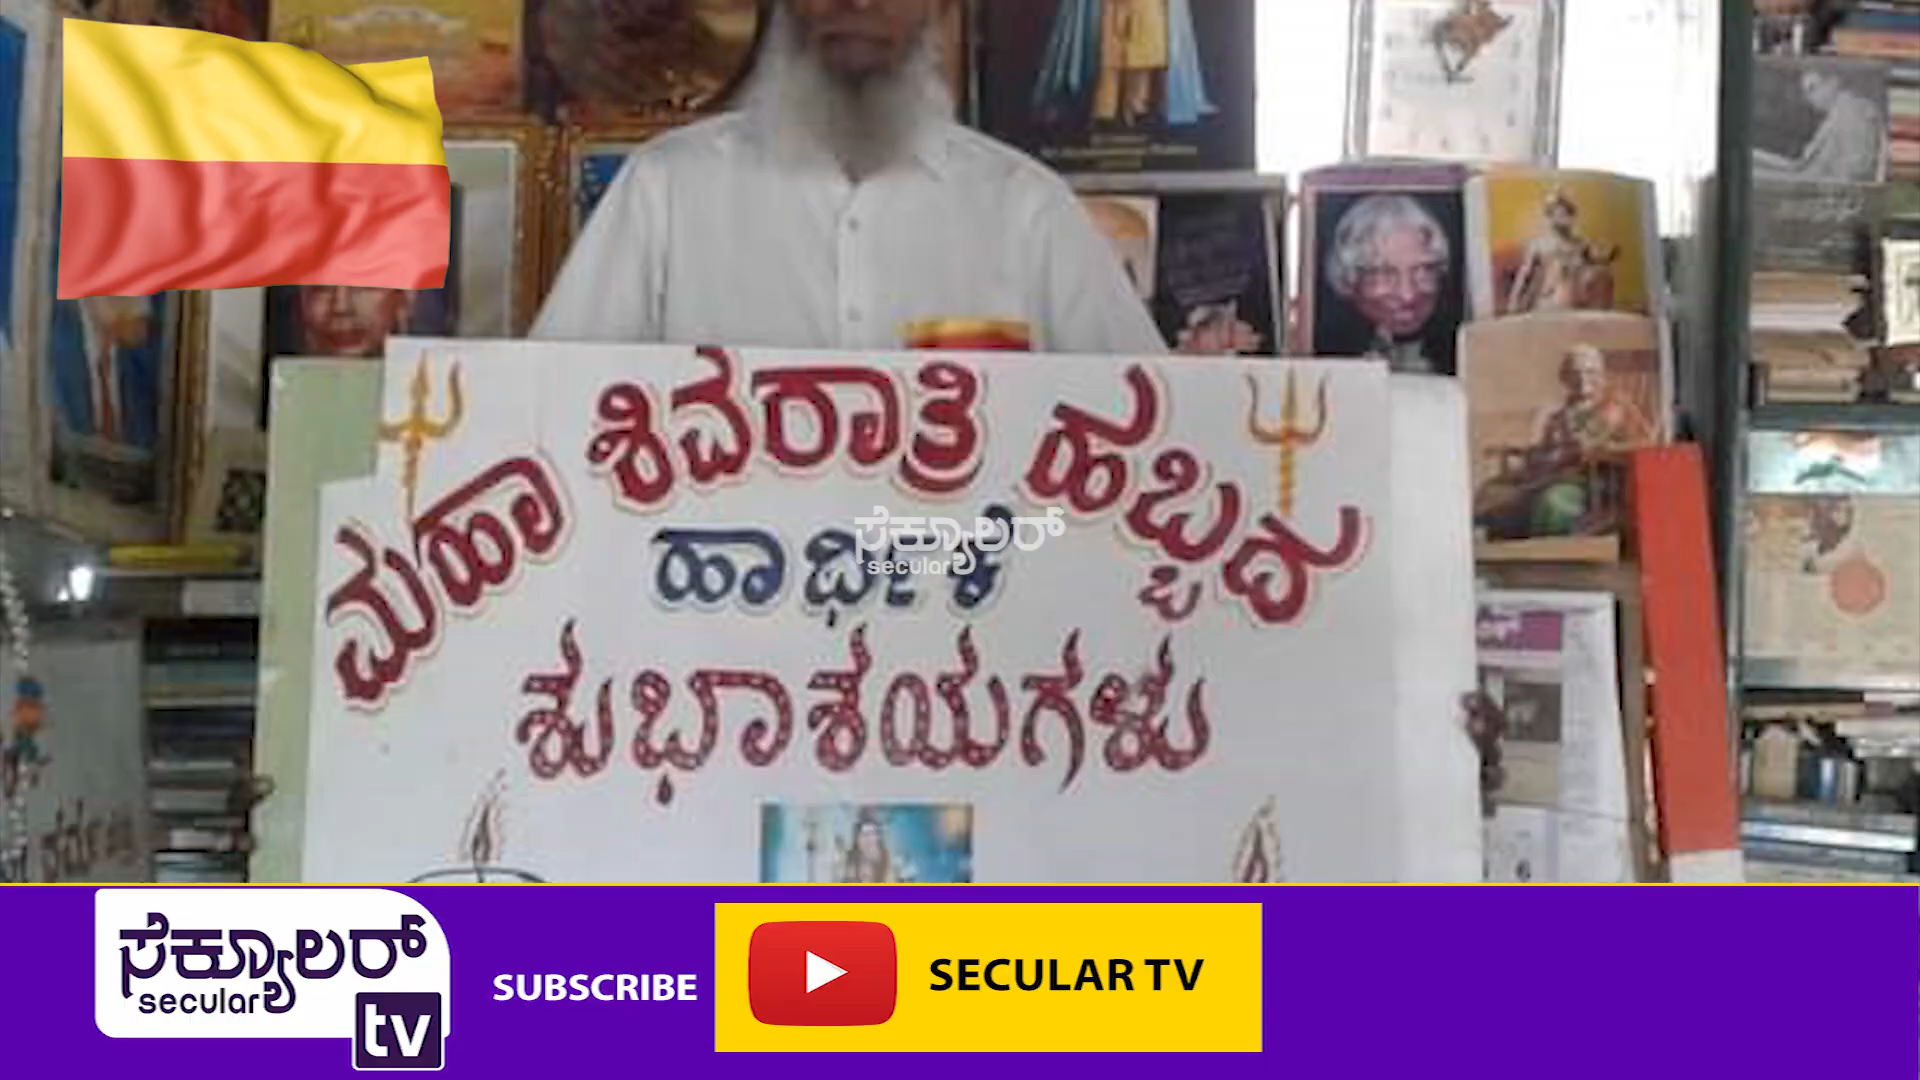 ಮಹಾ ಶಿವರಾತ್ರಿ ಹಬ್ಬದ
ಹಾರ್ಧಿಕ
ಶುಭಾಶಯಗಳು
ಸೆಕ್ಯೂಲರ್
secular
ಸೆಕ್ಯೂಲರ್
secular
tv
SUBSCRIBE
SECULAR TV